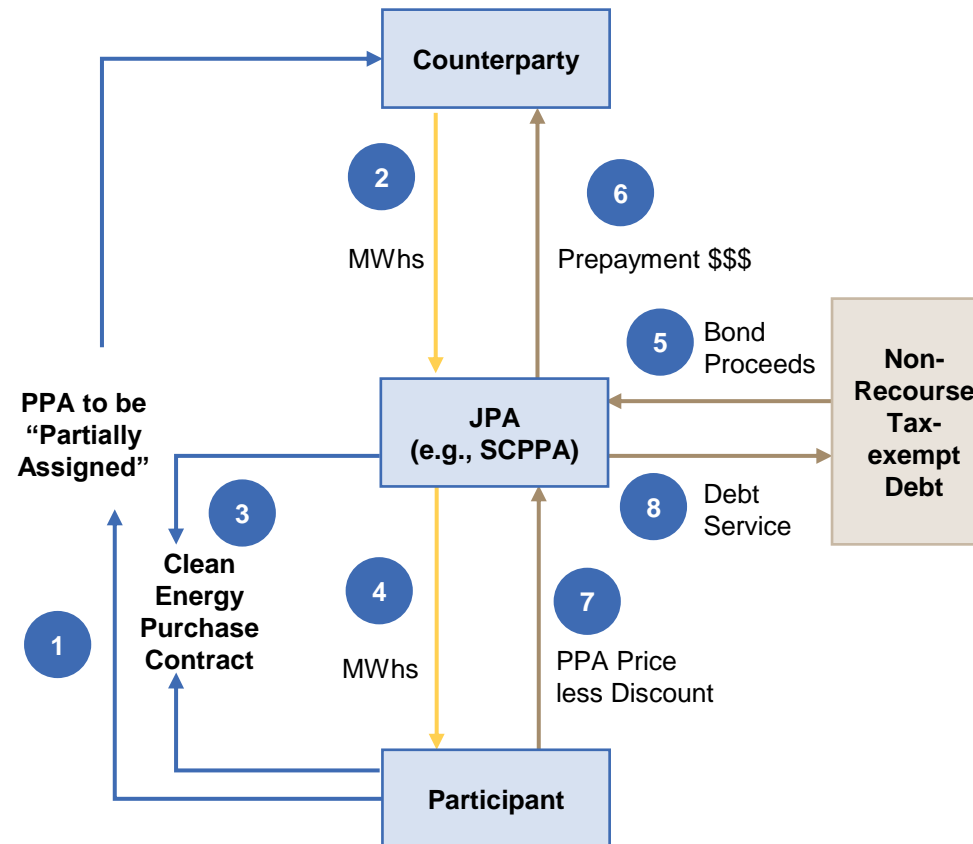 Counterparty
2
6
MWhs
Prepayment $$$
5
Bond
Proceeds
Non-
Recourse
Tax-
exempt
Debt
PPA to be
“Partially
Assigned”
JPA
(e.g., SCPPA)
3
8
Debt
Service
Clean
Energy
Purchase
Contract
4
7
1
MWhs
PPA Price
less Discount
Participant